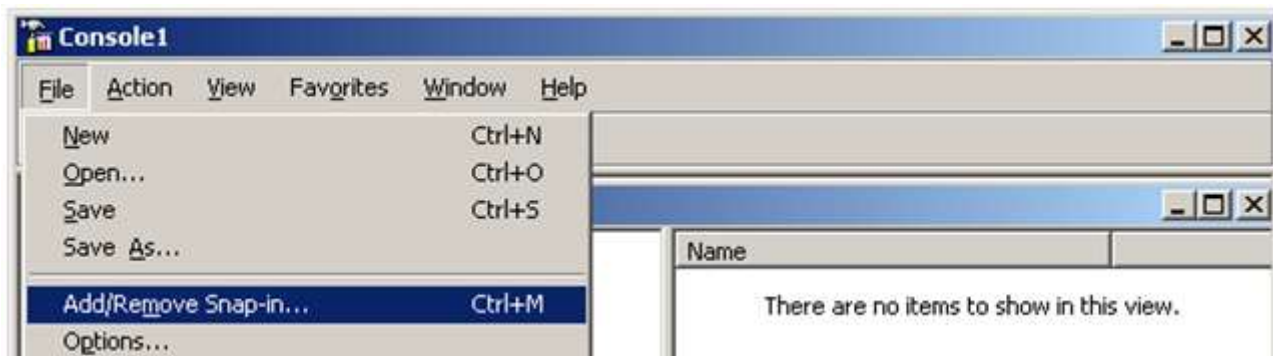 Console1
File Action View Favorites Window Help
New Ctrl+N
Open... Ctrl+O
Save Ctrl+S
Save As...
Name
Add/Remove Snap-in... Ctrl+M
There are no items to show in this view.
Options...